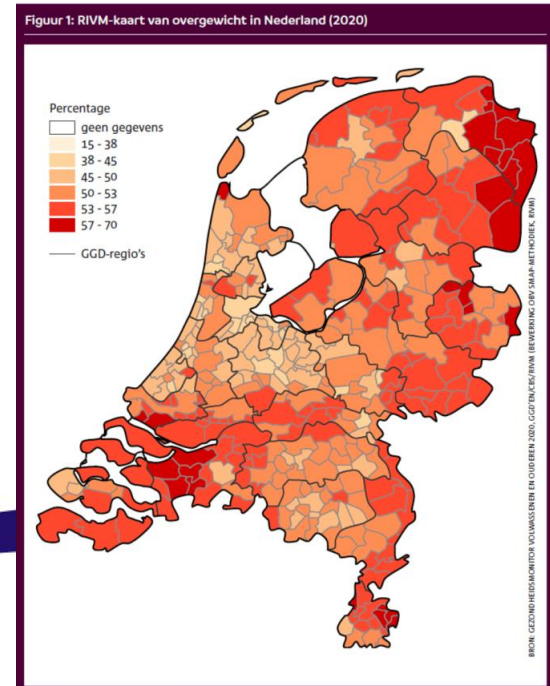 Figuur 1: RIVM-kaart van overgewicht in Nederland (2020)
Percentage
geen gegevens
15 - 38
38 - 45
45 - 50
50 - 53
53 - 57
57 - 70
GGD-regio's
BRON: GEZONDHEIDSMONITOR VOLWASSENEN EN OUDEREN 2020, GGD'EN/CBS/RIVM (BEWERKING OBV SMAP-METHODIEK, RIVM)